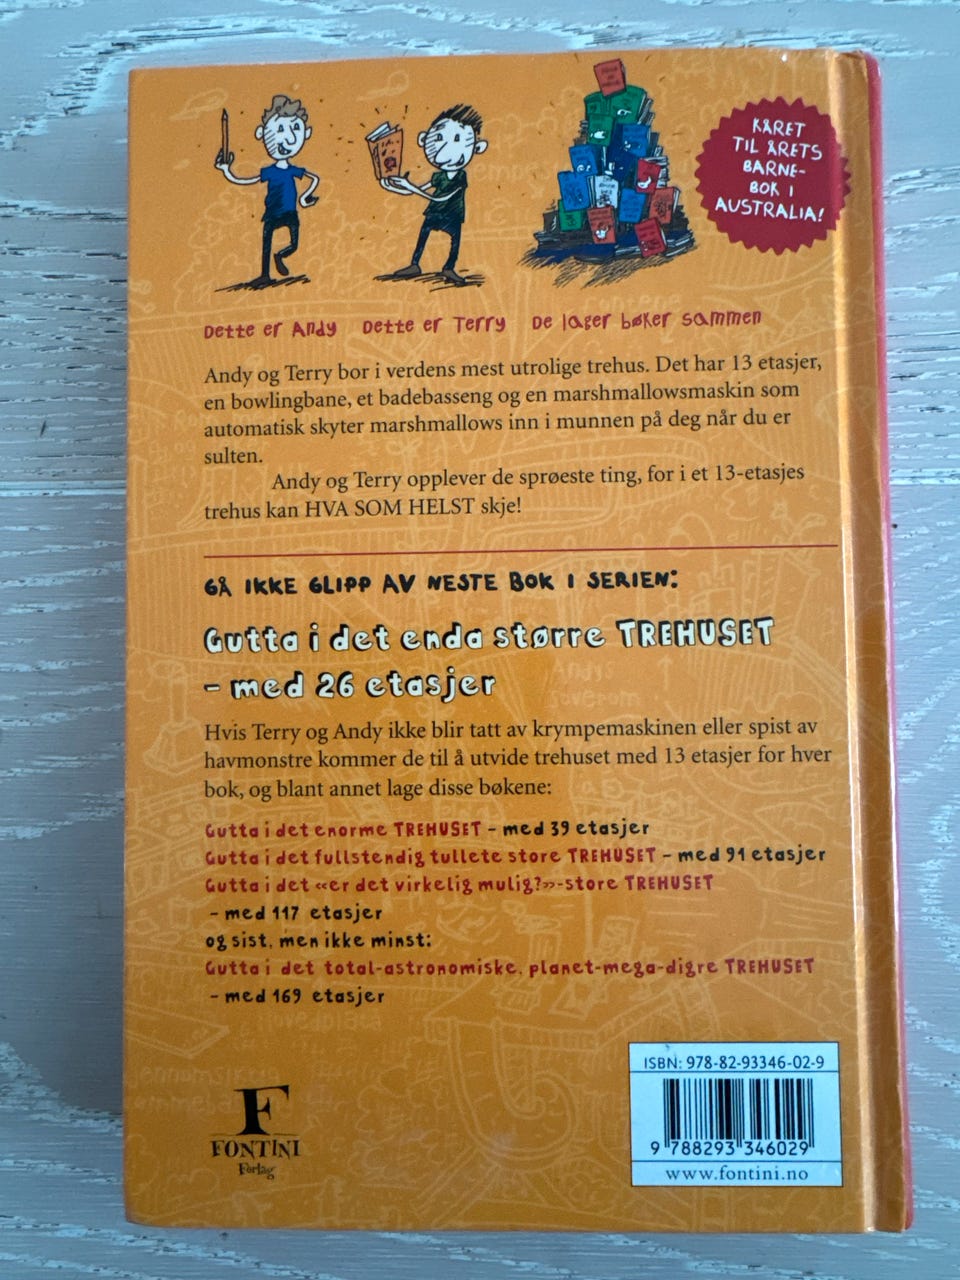 KÅRET
TIL ÅRETS
BARNE-
BOK I
AUSTRALIA!
Dette er Andy Dette er Terry De lager bøker sammen
Andy og Terry bor i verdens mest utrolige trehus. Det har 13 etasjer,
en bowlingbane, et badebasseng og en marshmallowsmaskin som
automatisk skyter marshmallows inn i munnen på deg når du er
sulten.
Andy og Terry opplever de sprøeste ting, for i et 13-etasjes
trehus kan HVA SOM HELST skje!
GÅ IKKE GLIPP AV NESTE BOK I SERIEN:
Gutta i det enda større TREHUSET
– med 26 etasjer
Hvis Terry og Andy ikke blir tatt av krympemaskinen eller spist av
havmonstre kommer de til å utvide trehuset med 13 etasjer for hver
bok, og blant annet lage disse bøkene:
Gutta i det enorme TREHUSET – med 39 etasjer
Gutta i det fullstendig tullete store TREHUSET – med 91 etasjer
Gutta i det «er det virkelig mulig?»-store TREHUSET
– med 117 etasjer
og sist, men ikke minst:
Gutta i det total-astronomiske, planet-mega-digre TREHUSET
– med 169 etasjer
F
FONTINI
Forlag
ISBN: 978-82-93346-02-9
9 788293 346029
www.fontini.no